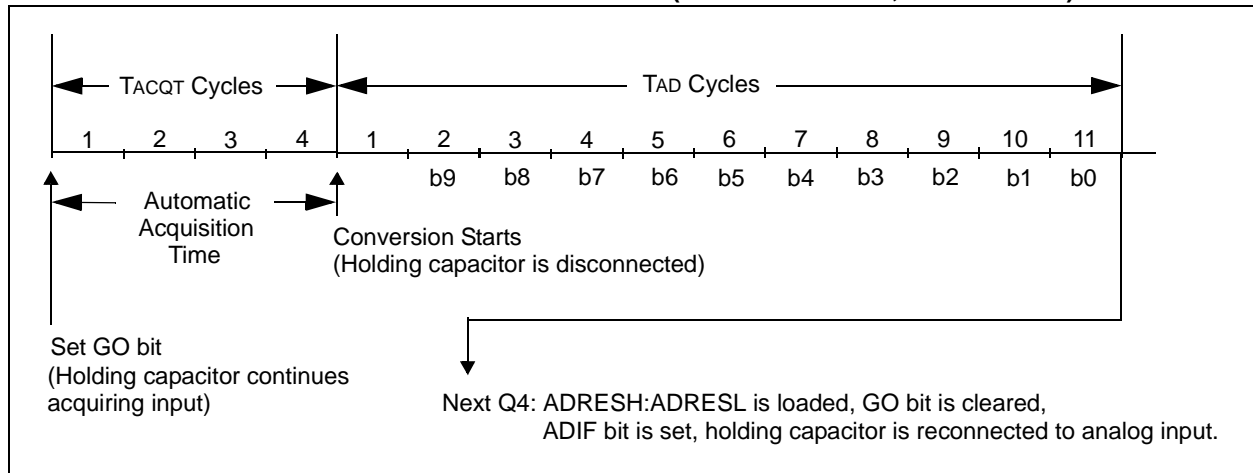 TACQT Cycles
TAD Cycles
1 2 3 4 1 2 3 4 5 6 7 8 9 10 11
b9 b8 b7 b6 b5 b4 b3 b2 b1 b0
Automatic
Acquisition
Time
Conversion Starts
(Holding capacitor is disconnected)
Set GO bit
(Holding capacitor continues
acquiring input)
Next Q4: ADRESH:ADRESL is loaded, GO bit is cleared,
ADIF bit is set, holding capacitor is reconnected to analog input.